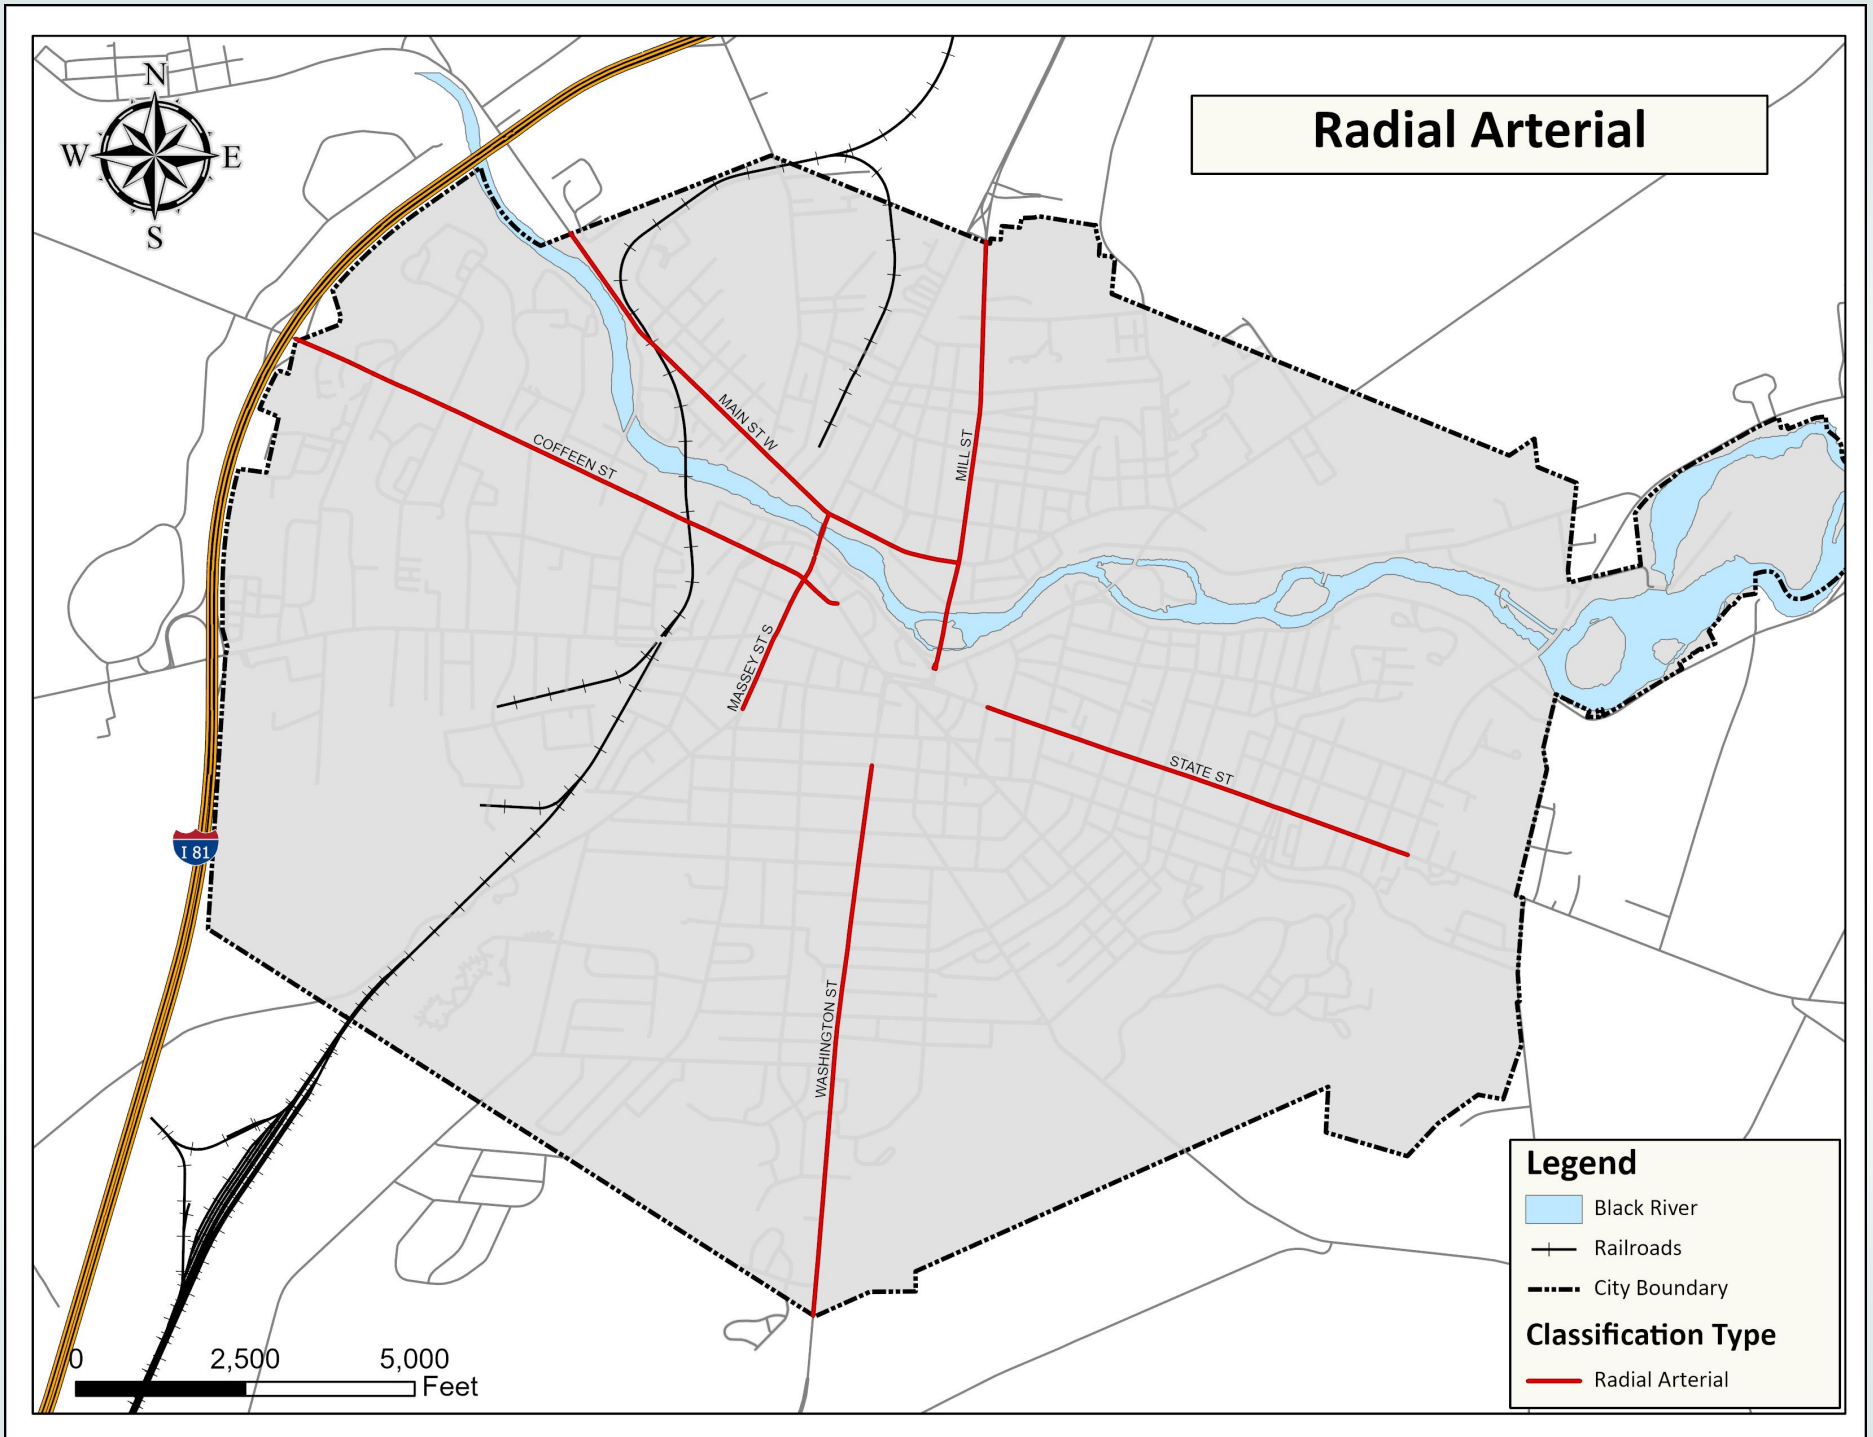 Radial Arterial
N
W
E
S
MAIN ST W
COFFEEN ST
MILL ST
MASSEY ST S
STATE ST
WASHINGTON ST
I 81
Legend
Black River
Railroads
City Boundary
Classification Type
Radial Arterial
0 2,500 5,000
Feet